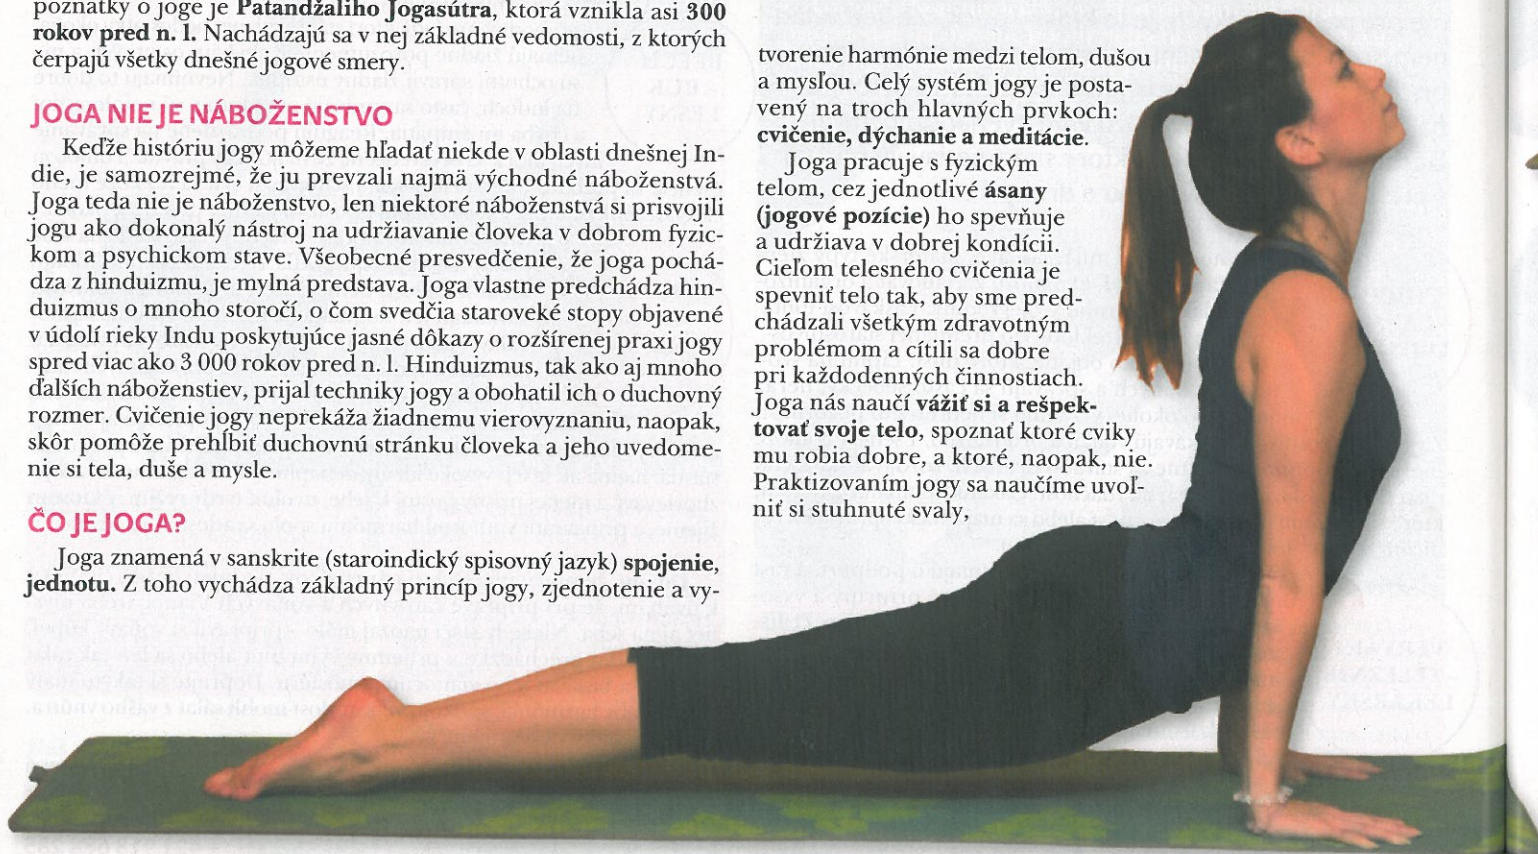 poznatky o joge je Patandžaliho Jogasútra, ktorá vznikla asi 300
rokov pred n. l. Nachádzajú sa v nej základné vedomosti, z ktorých
čerpajú všetky dnešné jogové smery.
JOGA NIE JE NÁBOŽENSTVO
Keďže históriu jogy môžeme hľadať niekde v oblasti dnešnej In-
die, je samozrejmé, že ju prevzali najmä východné náboženstvá.
Joga teda nie je náboženstvo, len niektoré náboženstvá si prisvojili
jogu ako dokonalý nástroj na udržiavanie človeka v dobrom fyzic-
kom a psychickom stave. Všeobecné presvedčenie, že joga pochá-
dza z hinduizmu, je mylná predstava. Joga vlastne predchádza hin-
duizmus o mnoho storočí, o čom svedčia staroveké stopy objavené
v údolí rieky Indu poskytujúce jasné dôkazy o rozšírenej praxi jogy
spred viac ako 3 000 rokov pred n. l. Hinduizmus, tak ako aj mnoho
ďalších náboženstiev, prijal techniky jogy a obohatil ich o duchovný
rozmer. Cvičenie jogy neprekáža žiadnemu vierovyznaniu, naopak,
skôr pomôže prehĺbiť duchovnú stránku človeka a jeho uvedome-
nie si tela, duše a mysle.
ČO JE JOGA?
Joga znamená v sanskrite (staroindický spisovný jazyk) spojenie,
jednotu. Z toho vychádza základný princíp jogy, zjednotenie a vy-
tvorenie harmónie medzi telom, dušou
a mysľou. Celý systém jogy je posta-
vený na troch hlavných prvkoch:
cvičenie, dýchanie a meditácie.
Joga pracuje s fyzickým
telom, cez jednotlivé ásany
(jogové pozície) ho spevňuje
a udržiava v dobrej kondícii.
Cieľom telesného cvičenia je
spevniť telo tak, aby sme pred-
chádzali všetkým zdravotným
problémom a cítili sa dobre
pri každodenných činnostiach.
Joga nás naučí vážiť si a rešpek-
tovať svoje telo, spoznať ktoré cviky
mu robia dobre, a ktoré, naopak, nie.
Praktizovaním jogy sa naučíme uvoľ-
niť si stuhnuté svaly,